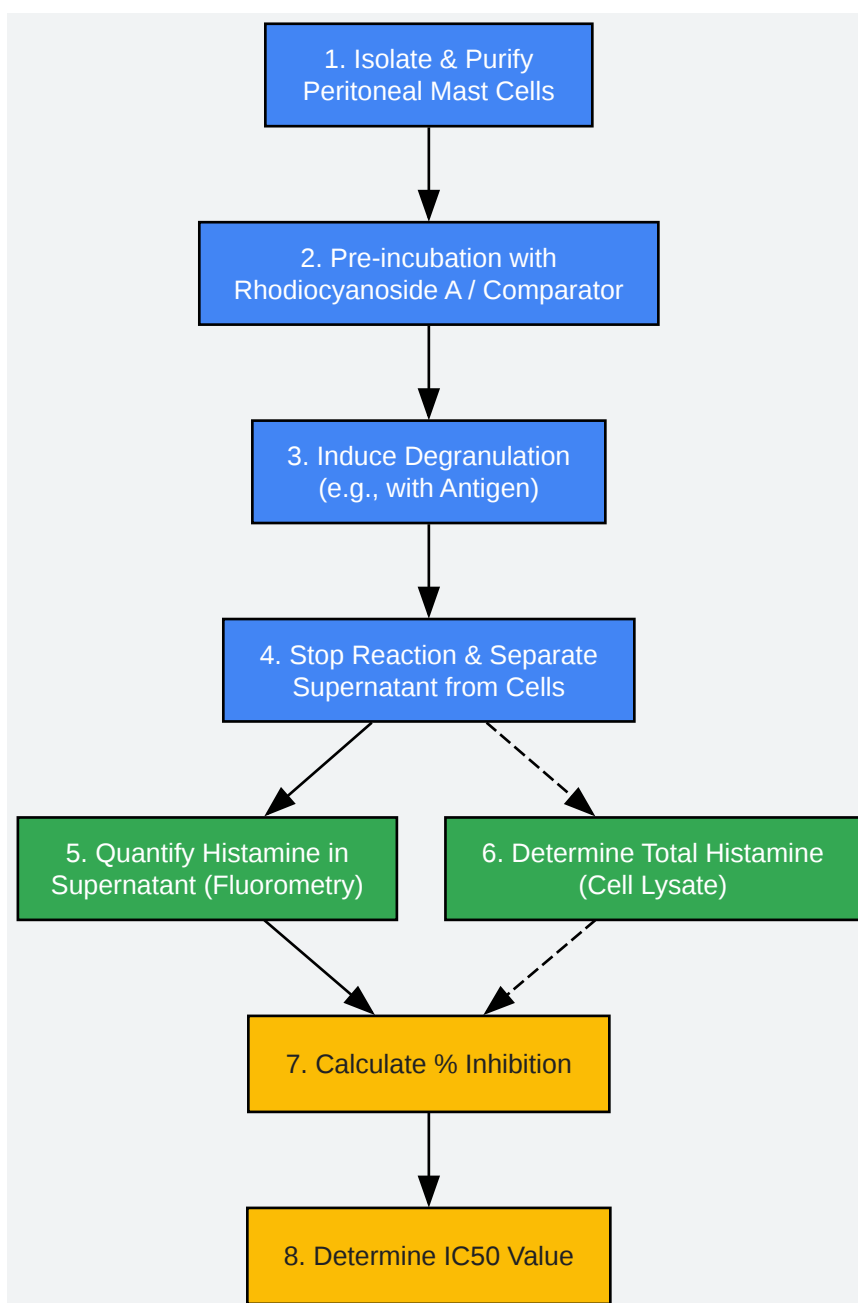 1. Isolate & Purify
Peritoneal Mast Cells
2. Pre-incubation with
Rhodiocyanoside A / Comparator
3. Induce Degranulation
(e.g., with Antigen)
4. Stop Reaction & Separate
Supernatant from Cells
5. Quantify Histamine in
Supernatant (Fluorometry)
6. Determine Total Histamine
(Cell Lysate)
7. Calculate % Inhibition
8. Determine IC50 Value